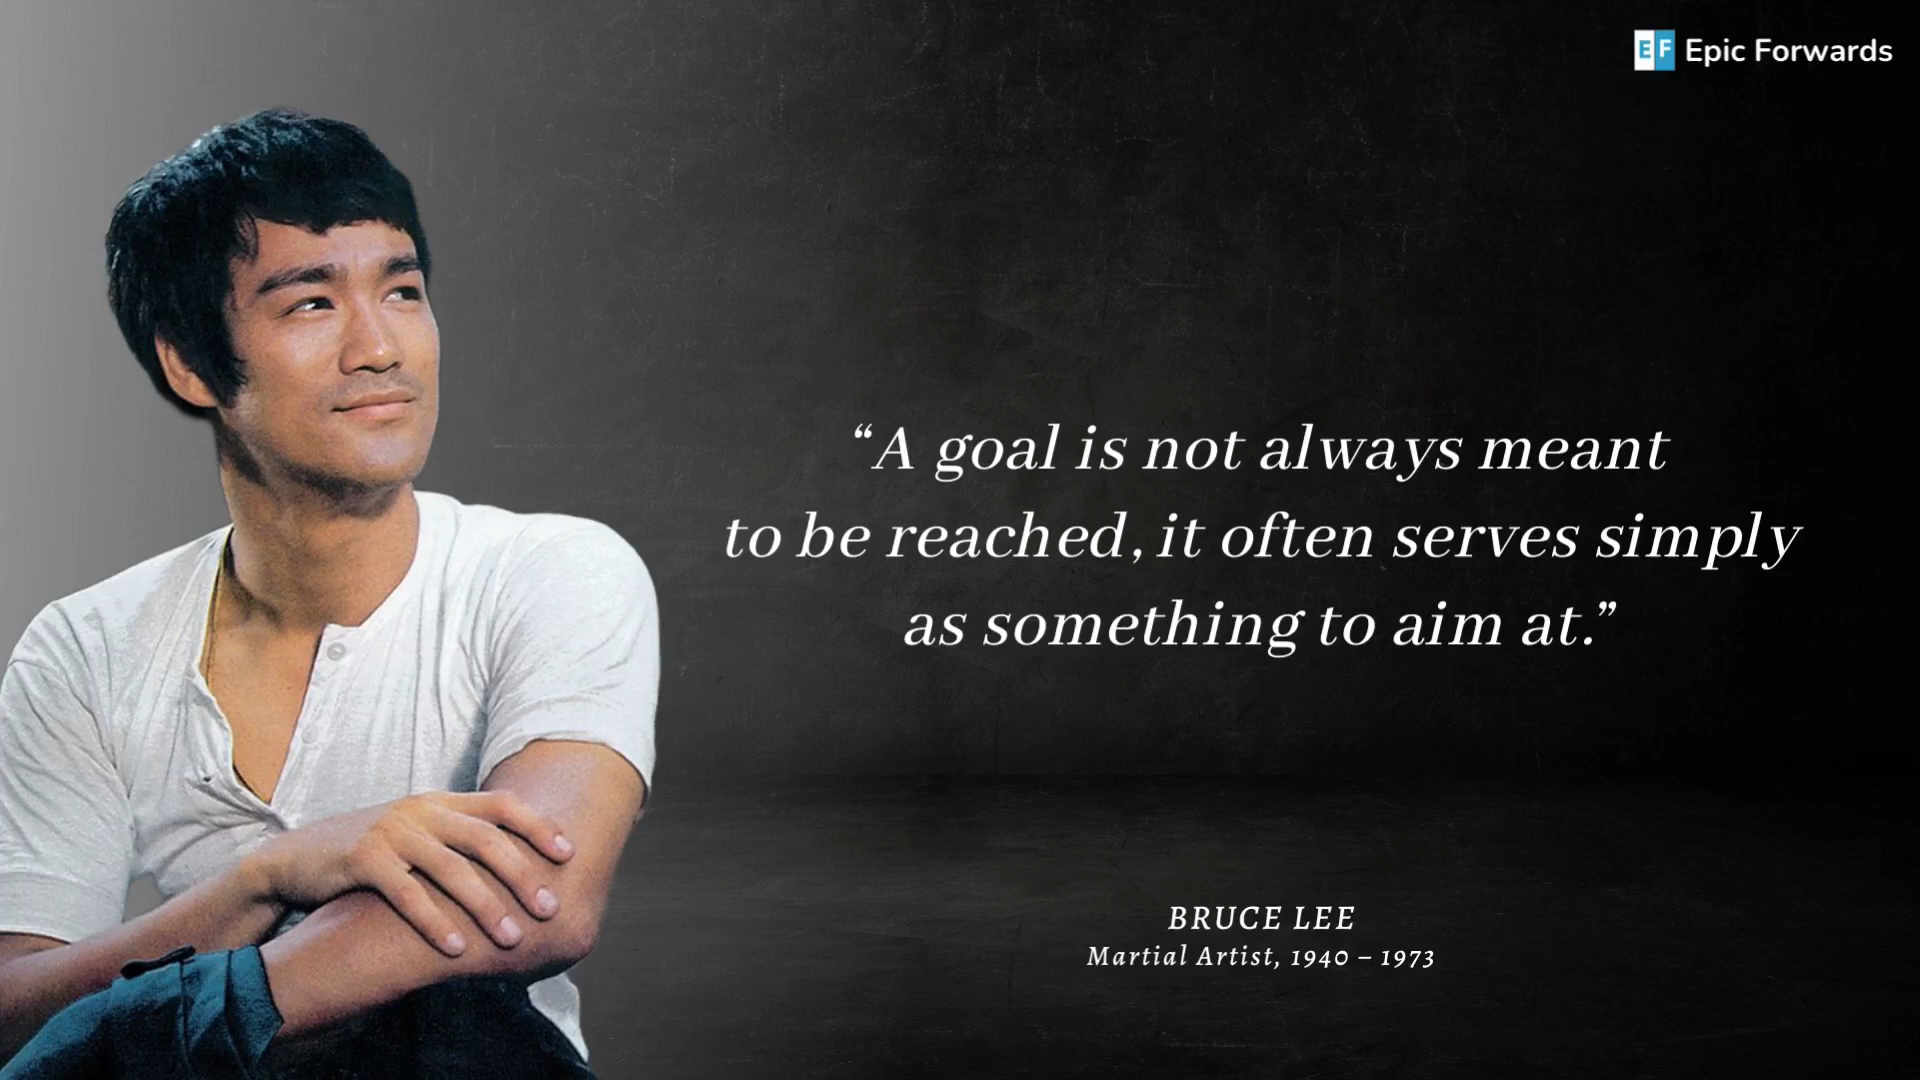 EF Epic Forwards
“A goal is not always meant
to be reached, it often serves simply
as something to aim at.”
BRUCE LEE
Martial Artist, 1940 – 1973